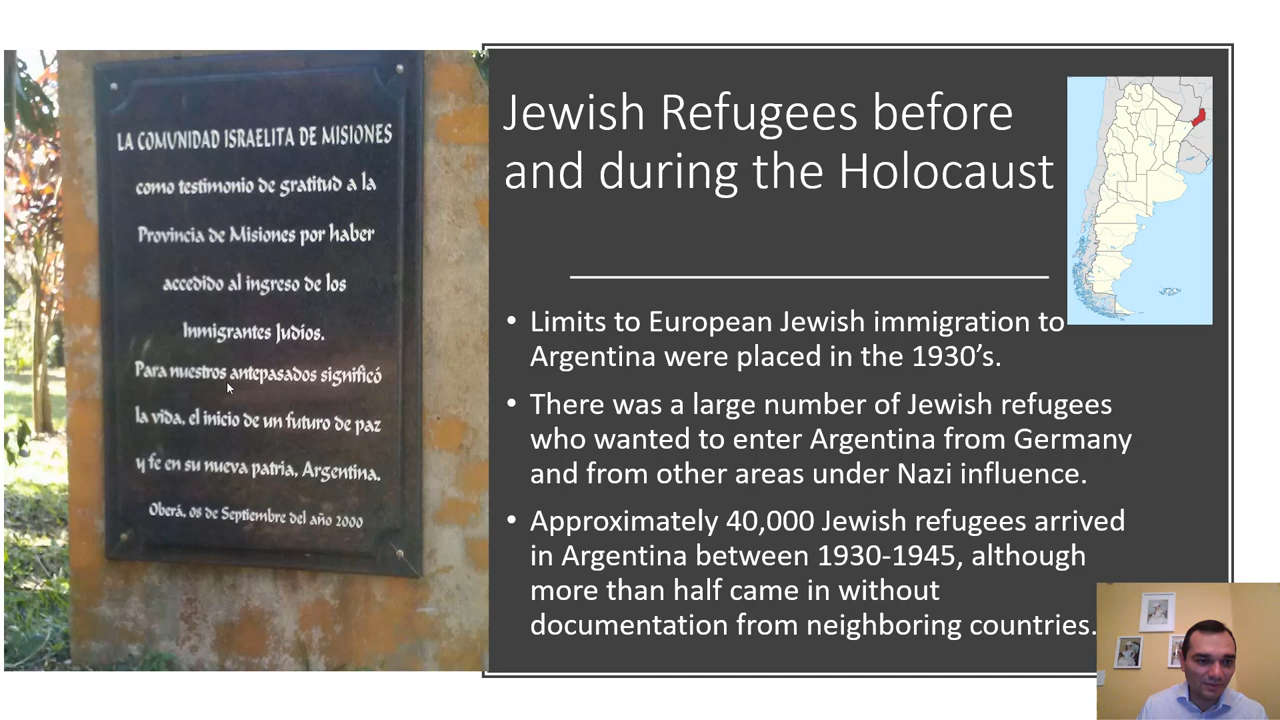 LA COMUNIDAD ISRAELITA DE MISIONES
como testimonio de gratitud a la
Provincia de Misiones por haber
accedido al ingreso de los
Inmigrantes Judíos.
Para nuestros antepasados significó
la vida, el inicio de un futuro de paz
y fe en su nueva patria, Argentina.
Oberá, 08 de Septiembre del año 2000
Jewish Refugees before
and during the Holocaust
• Limits to European Jewish immigration to
Argentina were placed in the 1930's.
• There was a large number of Jewish refugees
who wanted to enter Argentina from Germany
and from other areas under Nazi influence.
• Approximately 40,000 Jewish refugees arrived
in Argentina between 1930-1945, although
more than half came in without
documentation from neighboring countries.